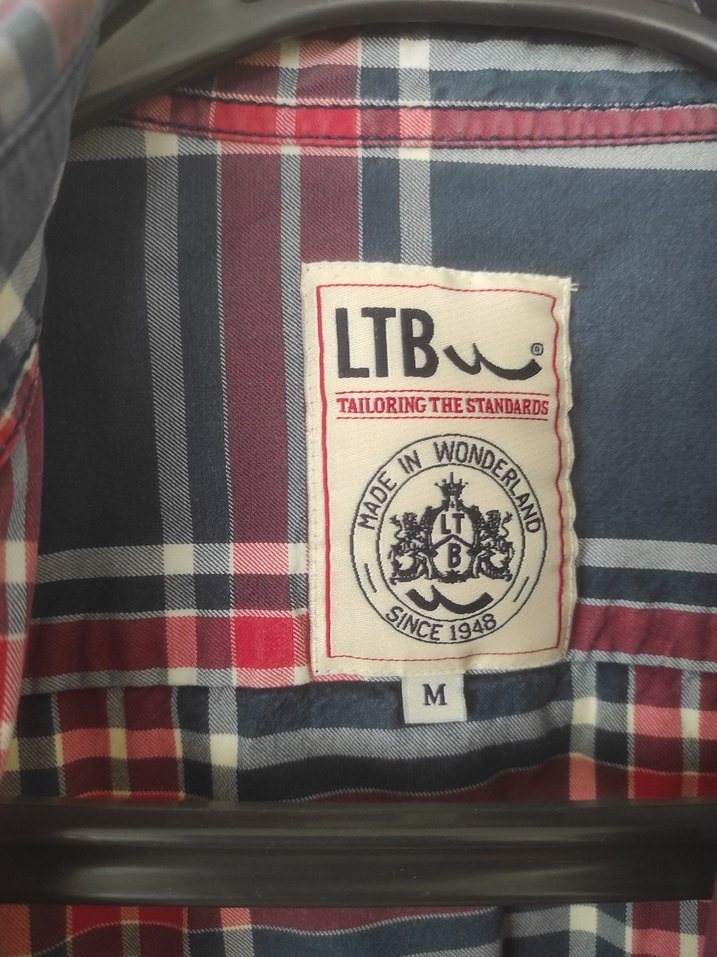 LTB ®
TAILORING THE STANDARDS
MADE IN WONDERLAND
LT
B
SINCE 1948
M